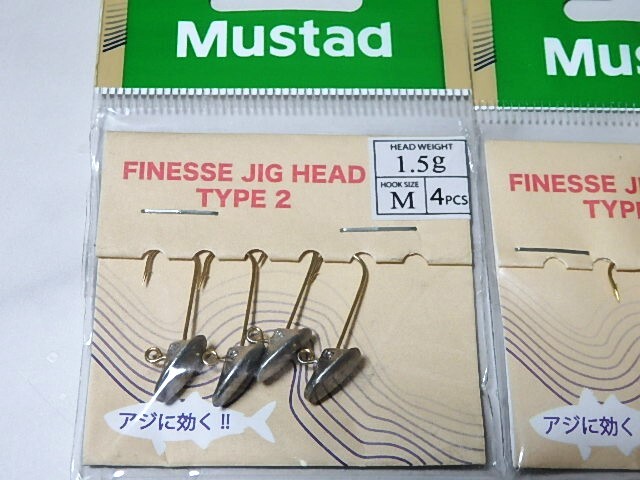 Mustad
Mus
HEAD WEIGHT
1.5g
HOOK SIZE
M
4PCS
FINESSE JIG HEAD
TYPE 2
アジに効く!!
FINESSE JI
TYP
アジに効く